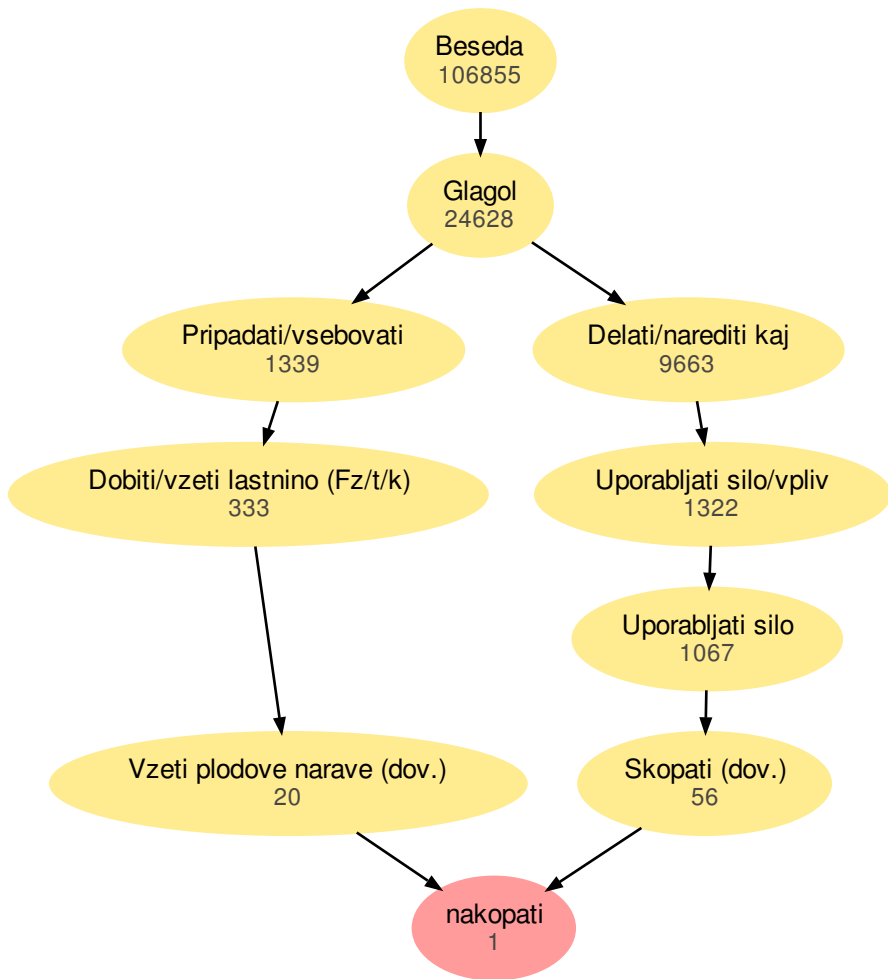 Beseda
106855
Glagol
24628
Pripadati/vsebovati
1339
Delati/narediti kaj
9663
Dobiti/vzeti lastnino (Fz/t/k)
333
Uporabljati silo/vpliv
1322
Uporabljati silo
1067
Vzeti plodove narave (dov.)
20
Skopati (dov.)
56
nakopati
1